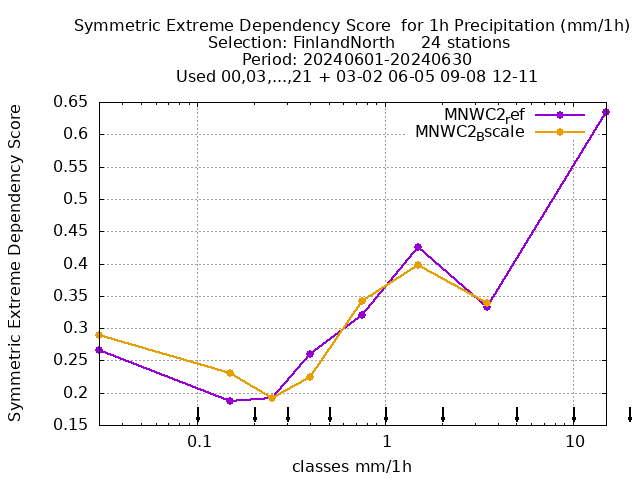 Symmetric Extreme Dependency Score  for 1h Precipitation (mm/1h)
Selection: FinlandNorth     24 stations
Period: 20240601-20240630
Used 00,03,...,21 + 03-02 06-05 09-08 12-11
MNWC2_ref
MNWC2_Bscale
Symmetric Extreme Dependency Score
0.65
0.6
0.55
0.5
0.45
0.4
0.35
0.3
0.25
0.2
0.15
0.1 1 10
classes mm/1h